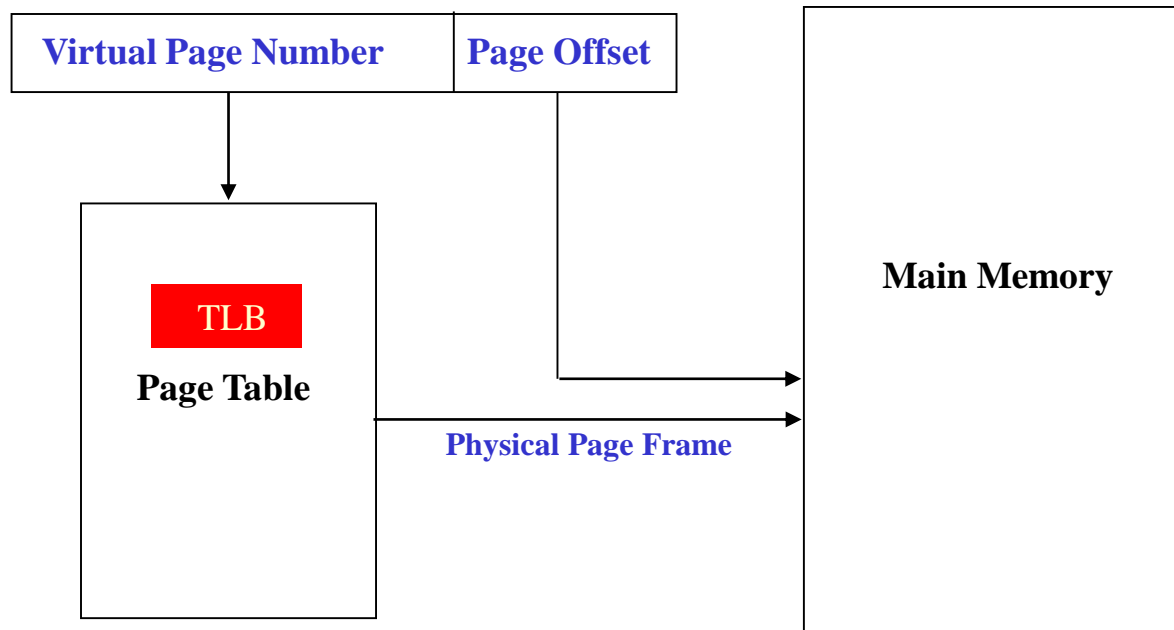 Virtual Page Number
Page Offset
Main Memory
TLB
Page Table
Physical Page Frame